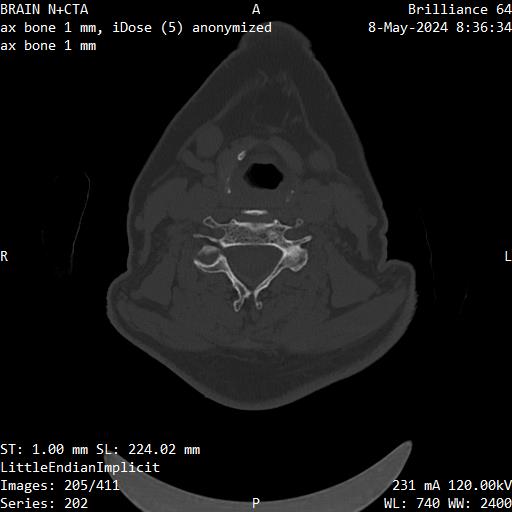 BRAIN N+CTA
A
Brilliance 64
ax bone 1 mm, iDose (5) anonymized
8-May-2024 8:36:34
ax bone 1 mm
R
L
ST: 1.00 mm SL: 224.02 mm
LittleEndianImplicit
Images: 205/411
231 mA 120.00kV
Series: 202
P
WL: 740 WW: 2400